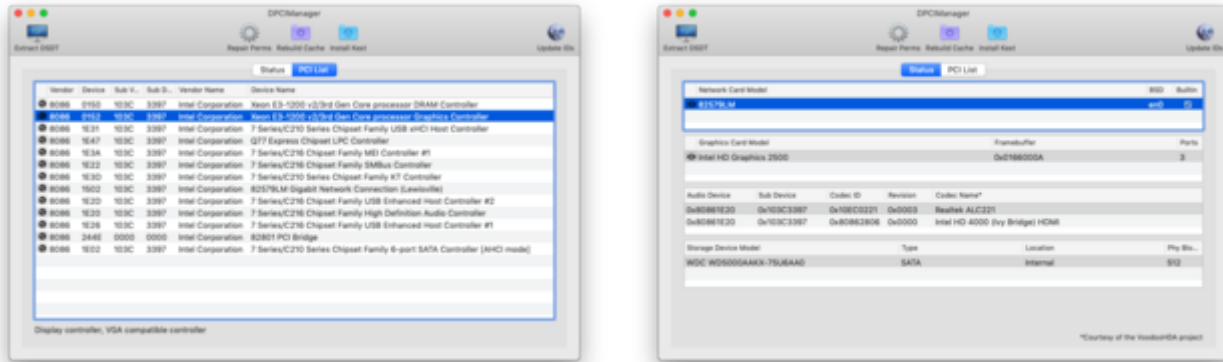 DPCIManager
Extract DSDT
Repair Perms Rebuild Cache Install Kext
Update IDs
Status PCI List
Vendor Device Sub V... Sub D... Vendor Name Device Name
8086 0150 103C 3397 Intel Corporation Xeon E3-1200 v2/3rd Gen Core processor DRAM Controller
8086 0152 103C 3397 Intel Corporation Xeon E3-1200 v2/3rd Gen Core processor Graphics Controller
8086 1E31 103C 3397 Intel Corporation 7 Series/C210 Series Chipset Family USB xHCI Host Controller
8086 1E47 103C 3397 Intel Corporation Q77 Express Chipset LPC Controller
8086 1E3A 103C 3397 Intel Corporation 7 Series/C216 Chipset Family MEI Controller #1
8086 1E22 103C 3397 Intel Corporation 7 Series/C216 Chipset Family SMBus Controller
8086 1E3D 103C 3397 Intel Corporation 7 Series/C210 Series Chipset Family KT Controller
8086 1502 103C 3397 Intel Corporation 82579LM Gigabit Network Connection (Lewisville)
8086 1E2D 103C 3397 Intel Corporation 7 Series/C216 Chipset Family USB Enhanced Host Controller #2
8086 1E20 103C 3397 Intel Corporation 7 Series/C216 Chipset Family High Definition Audio Controller
8086 1E26 103C 3397 Intel Corporation 7 Series/C216 Chipset Family USB Enhanced Host Controller #1
8086 244E 0000 0000 Intel Corporation 82801 PCI Bridge
8086 1E02 103C 3397 Intel Corporation 7 Series/C210 Series Chipset Family 6-port SATA Controller [AHCI mode]
Display controller, VGA compatible controller
DPCIManager
Extract DSDT
Repair Perms Rebuild Cache Install Kext
Update IDs
Status PCI List
Network Card Model BSD Builtin
82579LM en0
Graphics Card Model Framebuffer Ports
Intel HD Graphics 2500 0x0166000A 3
Audio Device Sub Device Codec ID Revision Codec Name*
0x80861E20 0x103C3397 0x10EC0221 0x0003 Realtek ALC221
0x80861E20 0x103C3397 0x80862806 0x0000 Intel HD 4000 (Ivy Bridge) HDMI
Storage Device Model Type Location Phy Blo...
WDC WD5000AAKX-75U6AA0 SATA Internal 512
*Courtesy of the VoodooHDA project